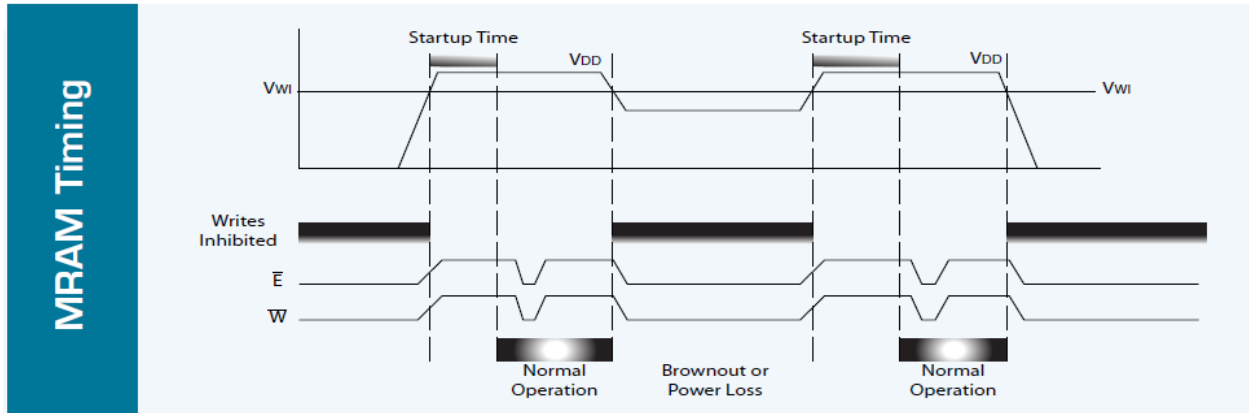 MRAM Timing
Startup Time
Startup Time
VDD
VDD
VWI
VWI
Writes
Inhibited
E̅
W̅
Normal
Operation
Brownout or
Power Loss
Normal
Operation